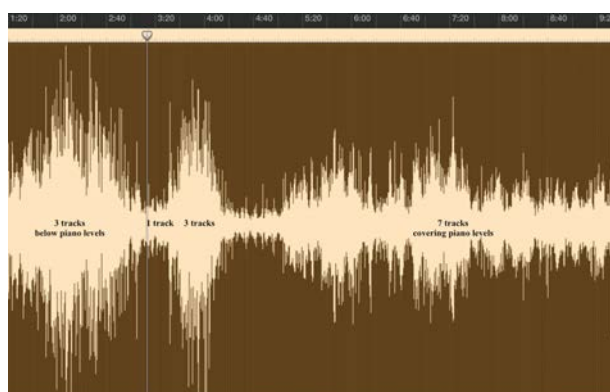 1:20 2:00 2:40 3:20 4:00 4:40 5:20 6:00 6:40 7:20 8:00 8:40 9:2
3 tracks
below piano levels
1 track
3 tracks
7 tracks
covering piano levels